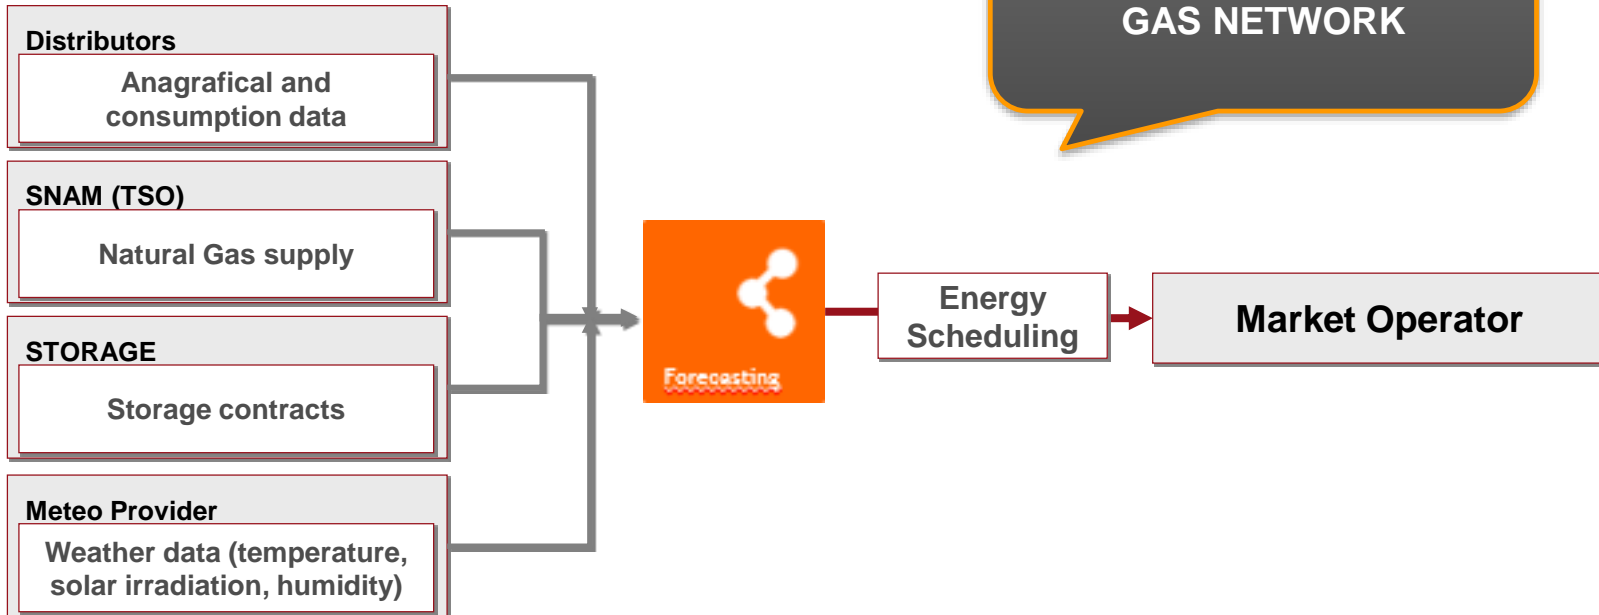 GAS NETWORK
Distributors
Anagrafical and
consumption data
SNAM (TSO)
Natural Gas supply
STORAGE
Storage contracts
Meteo Provider
Weather data (temperature,
solar irradiation, humidity)
Forecasting
Energy
Scheduling
Market Operator